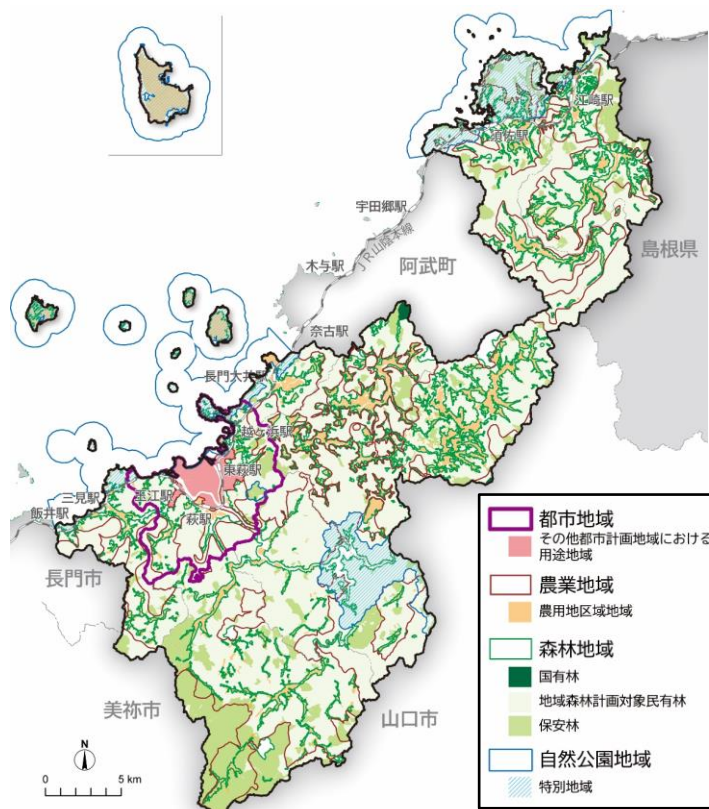 江崎駅
須佐駅
宇田郷駅
JR山陰本線
島根県
木与駅
阿武町
奈古駅
長門大井駅
越ヶ浜駅
東萩駅
三見駅
玉江駅
飯井駅
萩駅
長門市
美祢市
山口市
N
0 5 km
都市地域
その他都市計画地域における
用途地域
農業地域
農用地区域地域
森林地域
国有林
地域森林計画対象民有林
保安林
自然公園地域
特別地域